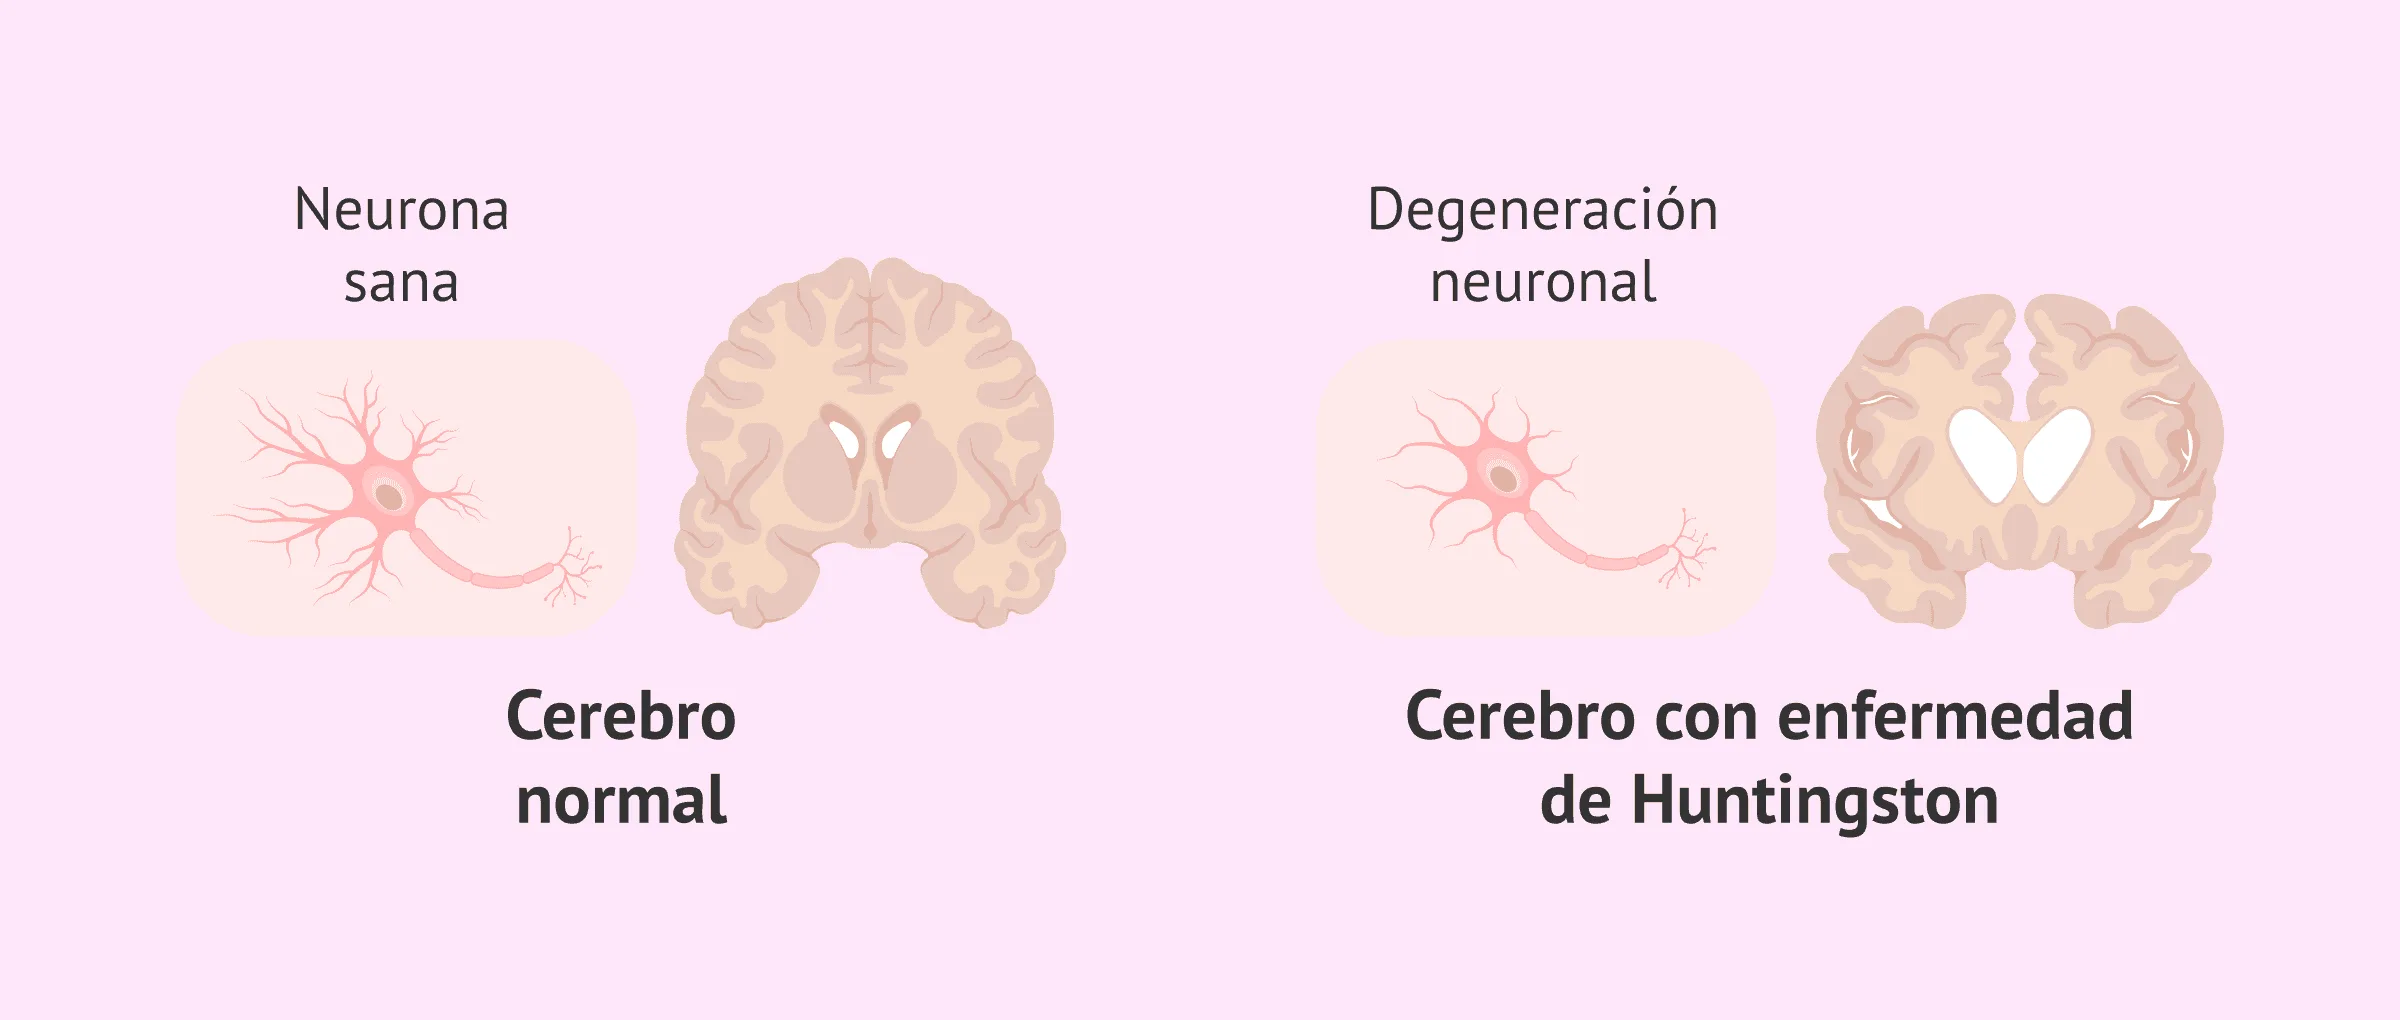 Neurona
sana
Cerebro
normal
Degeneración
neuronal
Cerebro con enfermedad
de Huntingston